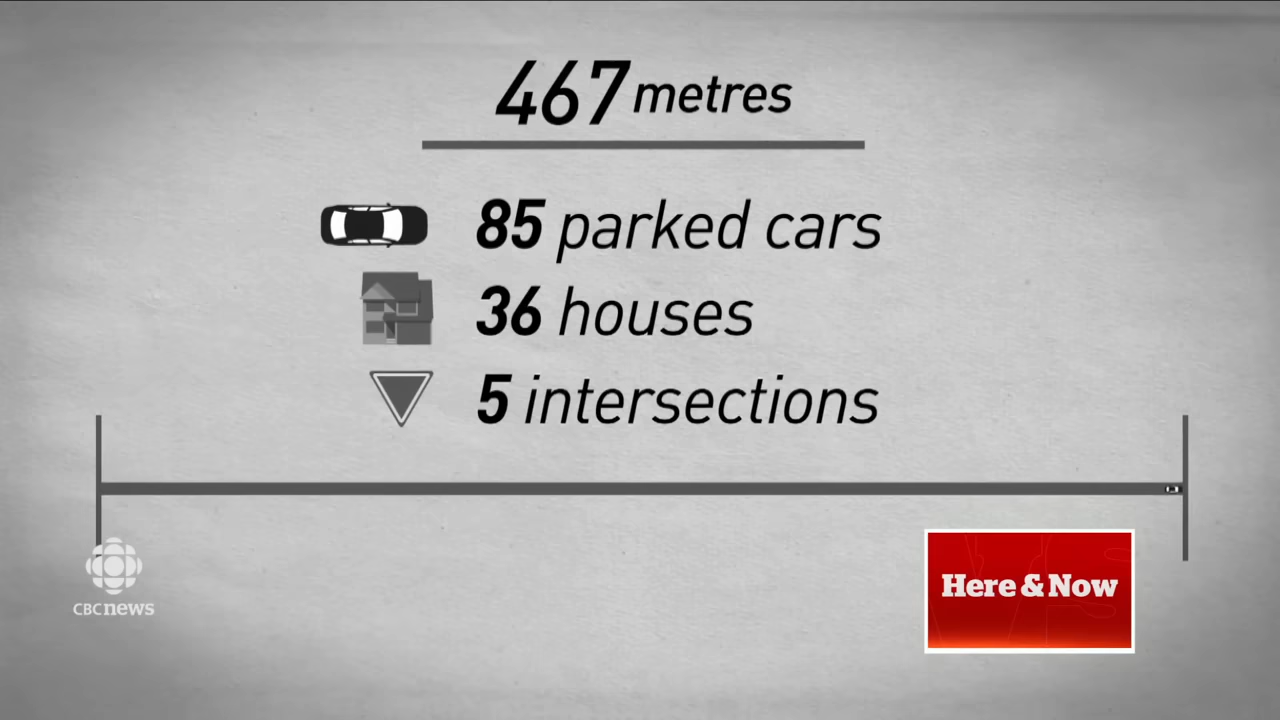 467 metres
85 parked cars
36 houses
5 intersections
Here & Now
CBC news